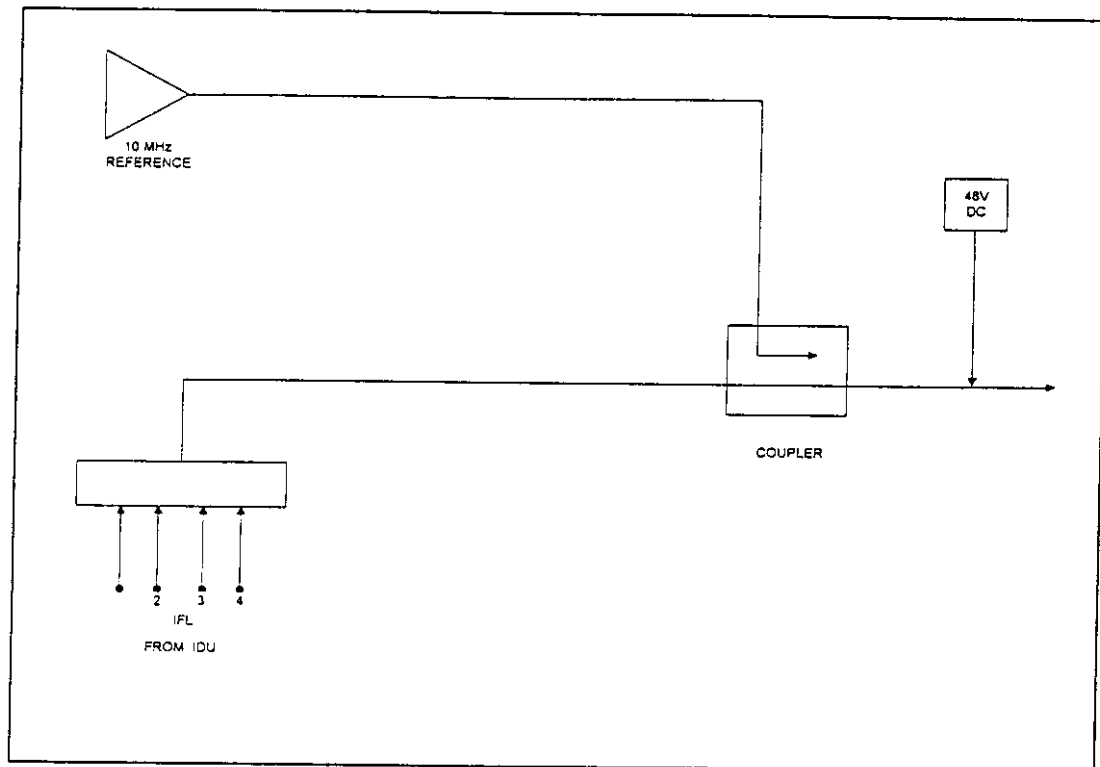 10 MHz
REFERENCE
48V
DC
COUPLER
2 3 4
IFL
FROM IDU